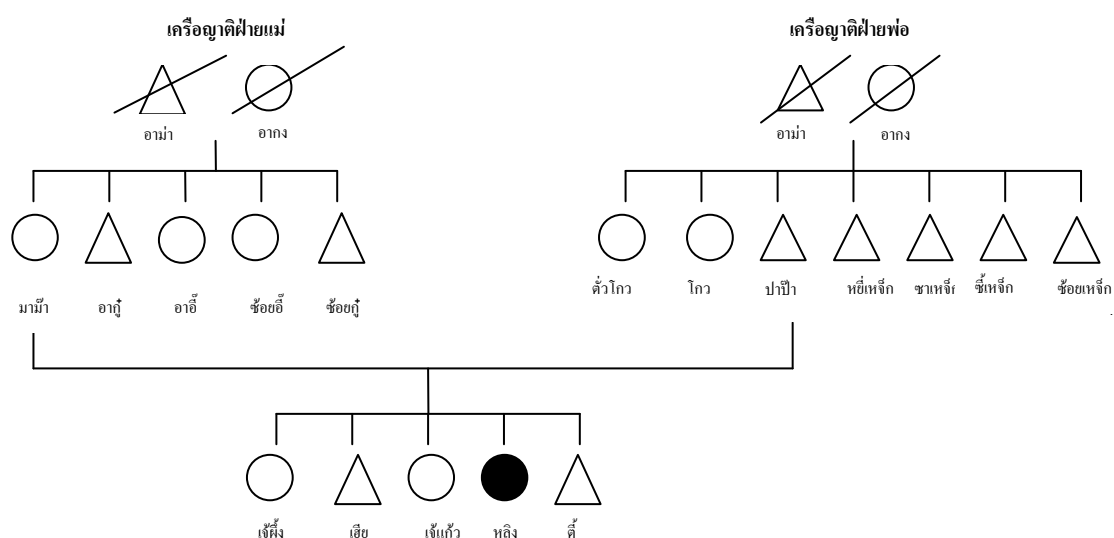 เครือญาติฝ่ายแม่
เครือญาติฝ่ายพ่อ
อาม่า
อากง
อาม่า
อากง
มาม๊า
อากู๋
อาอี๊
ซ้อยอี๊
ซ้อยกู๋
ตั่วโกว
โกว
ปาป๊า
หยี่เหจ็ก
ซาเหจ็ก
ซี้เหจ็ก
ซ้อยเหจ็ก
เจ้ผึ้ง
เฮีย
เจ้แก้ว
หลิง
ตี้